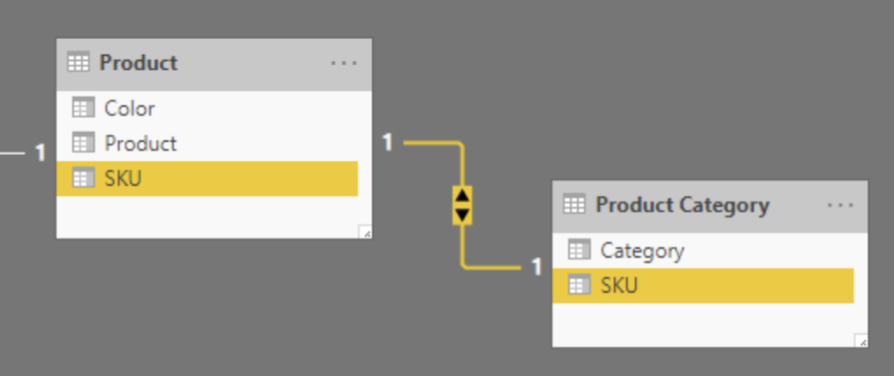 Product
Color
Product
SKU
1
1
1
Product Category
Category
SKU